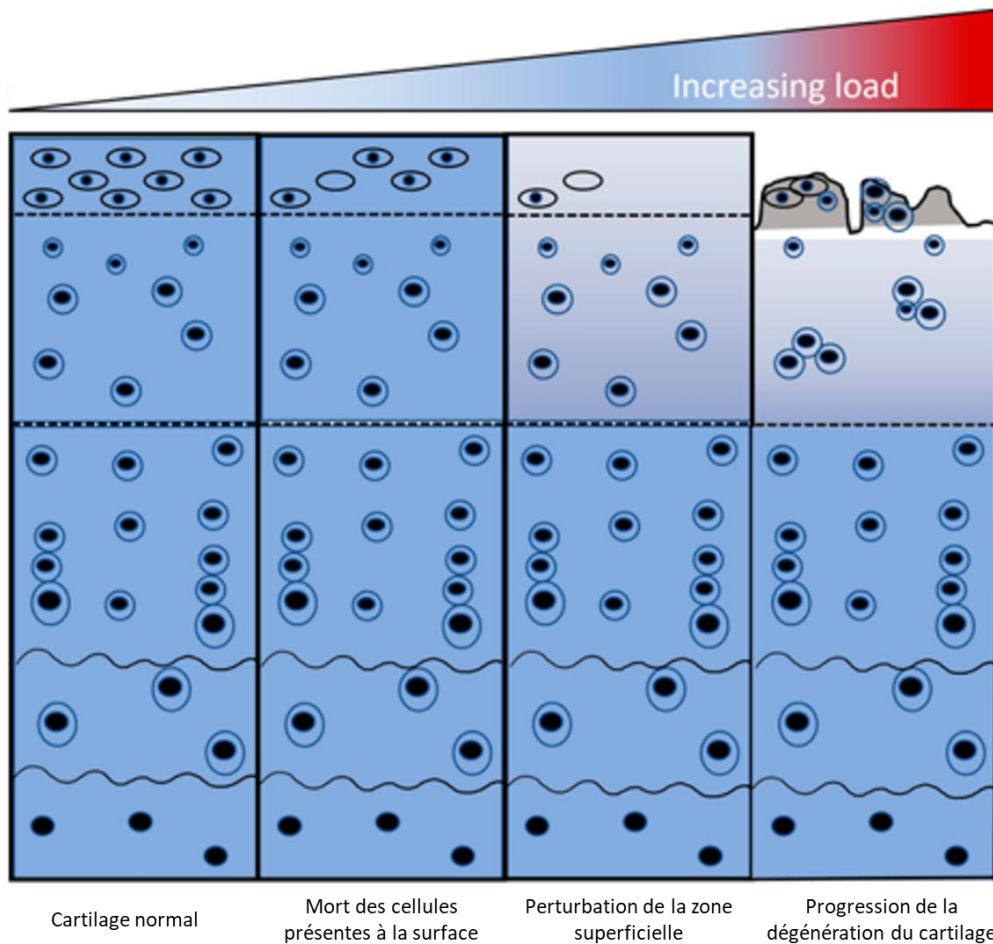 Increasing load
Cartilage normal
Mort des cellules
présentes à la surface
Perturbation de la zone
superficielle
Progression de la
dégénération du cartilage